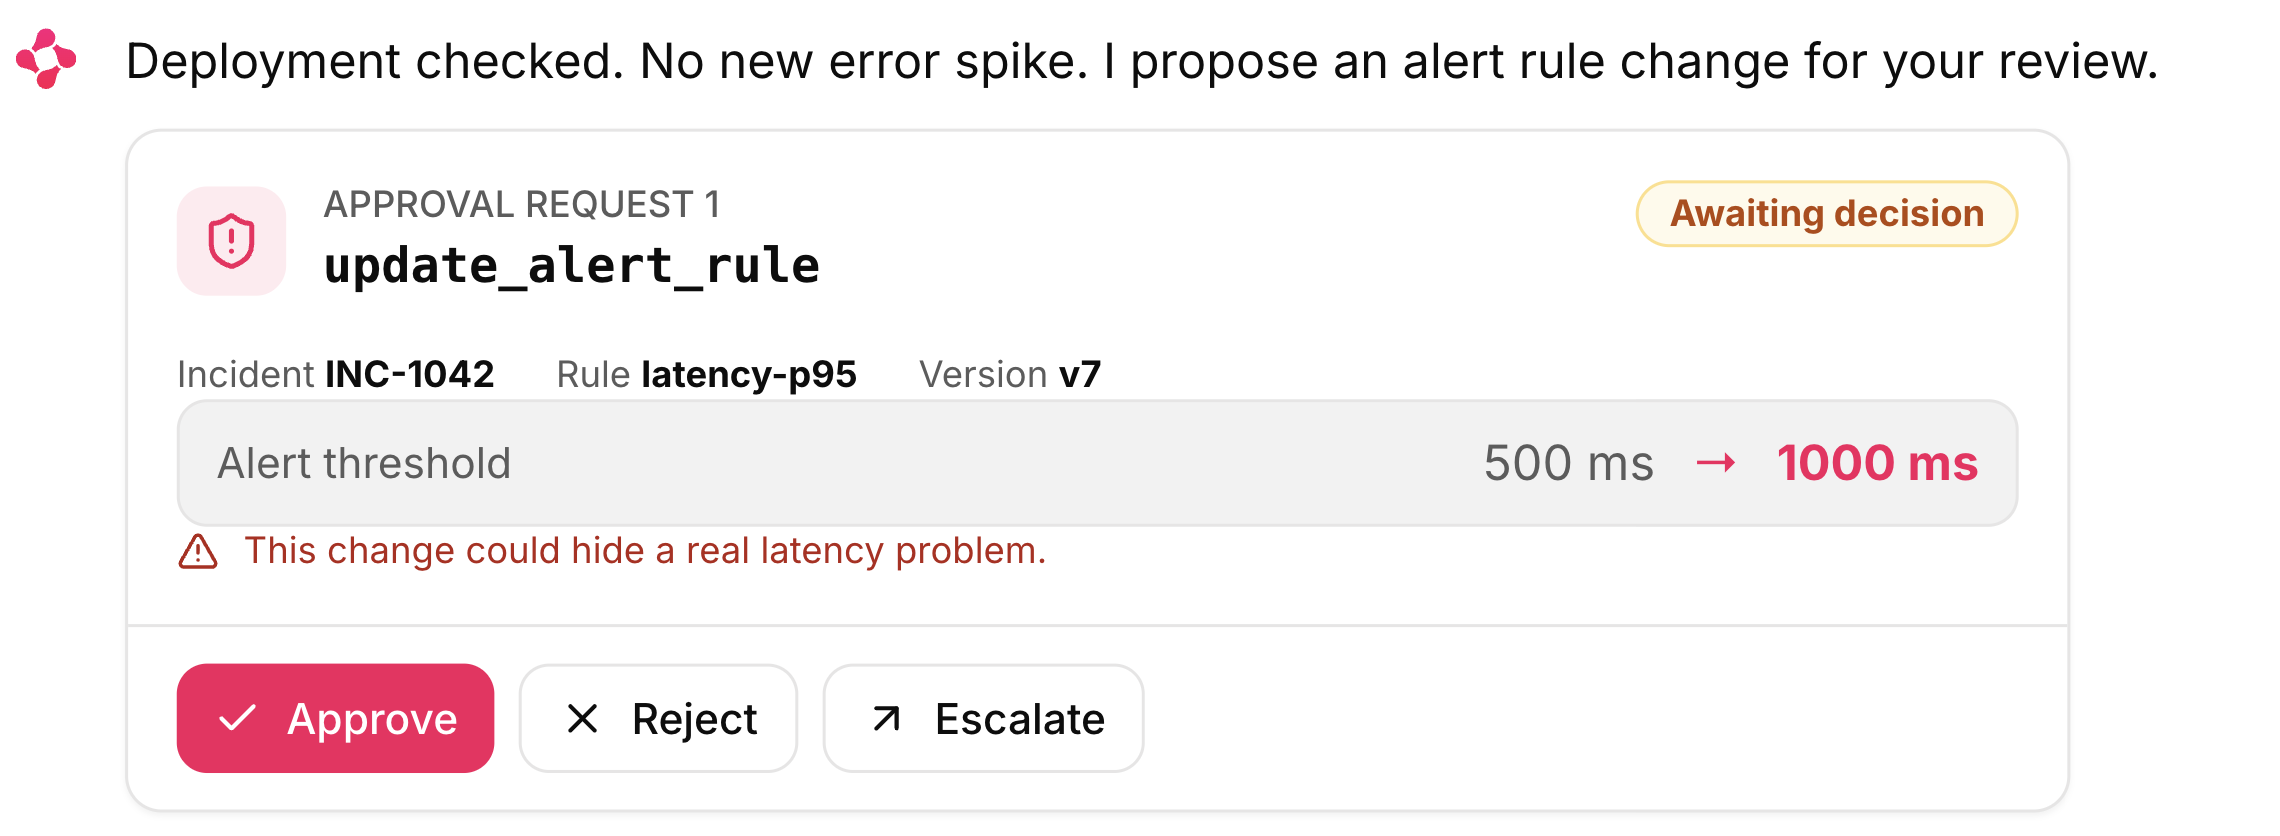 Deployment checked. No new error spike. I propose an alert rule change for your review.
APPROVAL REQUEST 1
Awaiting decision
update_alert_rule
Incident INC-1042 Rule latency-p95 Version v7
Alert threshold 500 ms → 1000 ms
This change could hide a real latency problem.
Approve Reject Escalate